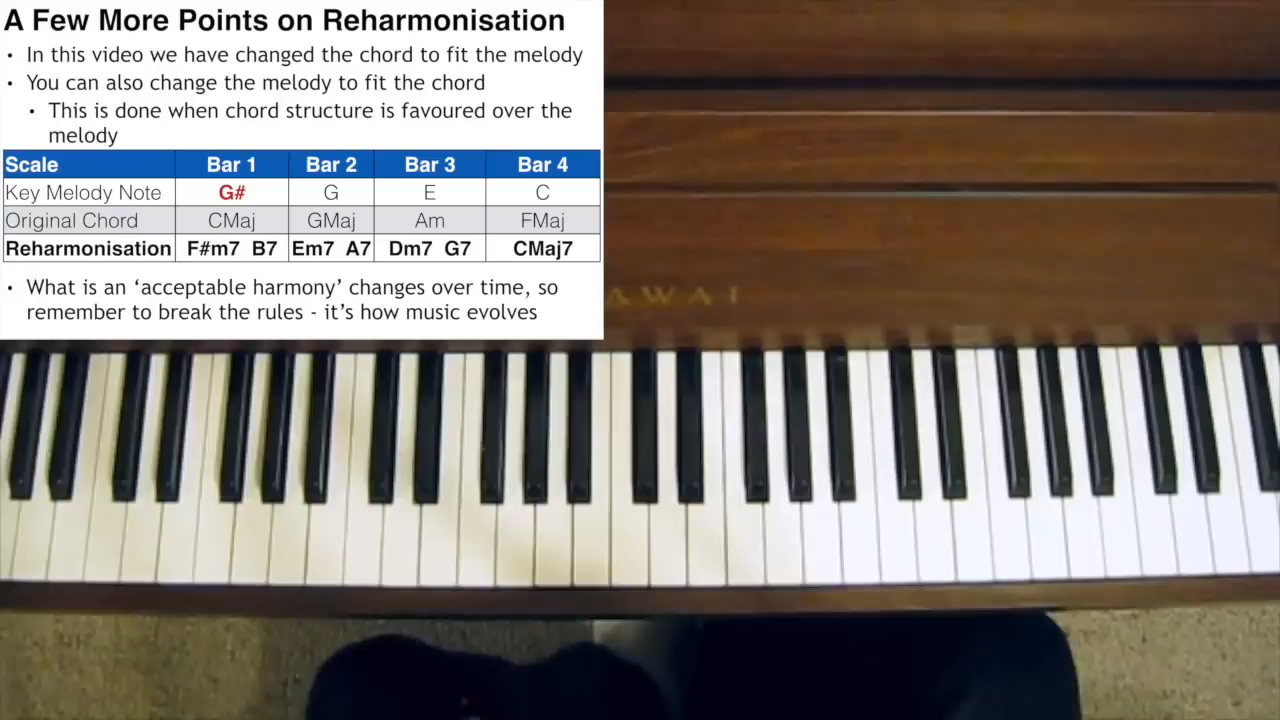 A Few More Points on Reharmonisation
• In this video we have changed the chord to fit the melody
• You can also change the melody to fit the chord
• This is done when chord structure is favoured over the
melody
Scale Bar 1 Bar 2 Bar 3 Bar 4
Key Melody Note G# G E C
Original Chord CMaj GMaj Am FMaj
Reharmonisation F#m7 B7 Em7 A7 Dm7 G7 CMaj7
• What is an ‘acceptable harmony’ changes over time, so
remember to break the rules - it’s how music evolves
AWAI